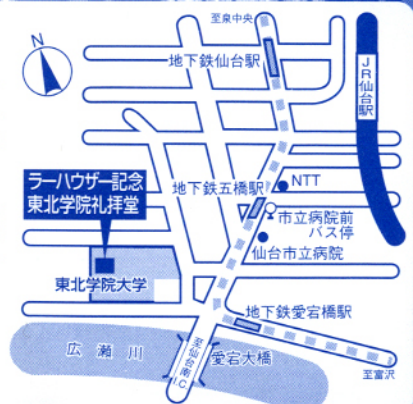 至泉中央
N
地下鉄仙台駅
JR仙台駅
ラーハウザー記念
東北学院礼拝堂
地下鉄五橋駅
NTT
市立病院前
バス停
仙台市立病院
東北学院大学
地下鉄愛宕橋駅
広瀬川
至仙台南I.C.
愛宕大橋
至富沢